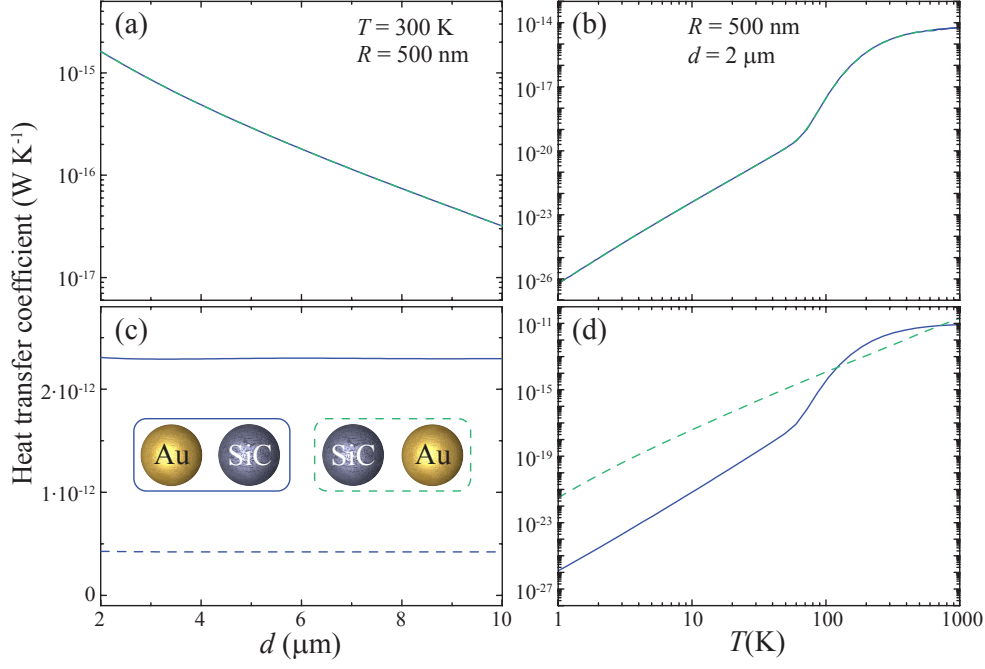 Heat transfer coefficient (W K⁻¹)
(a)
T = 300 K
R = 500 nm
10⁻¹⁵
10⁻¹⁶
10⁻¹⁷
(b)
R = 500 nm
d = 2 μm
10⁻¹⁴
10⁻¹⁷
10⁻²⁰
10⁻²³
10⁻²⁶
(c)
2·10⁻¹²
1·10⁻¹²
0
Au SiC SiC Au
2 4 6 8 10
d (μm)
(d)
10⁻¹¹
10⁻¹⁵
10⁻¹⁹
10⁻²³
10⁻²⁷
1 10 100 1000
T(K)